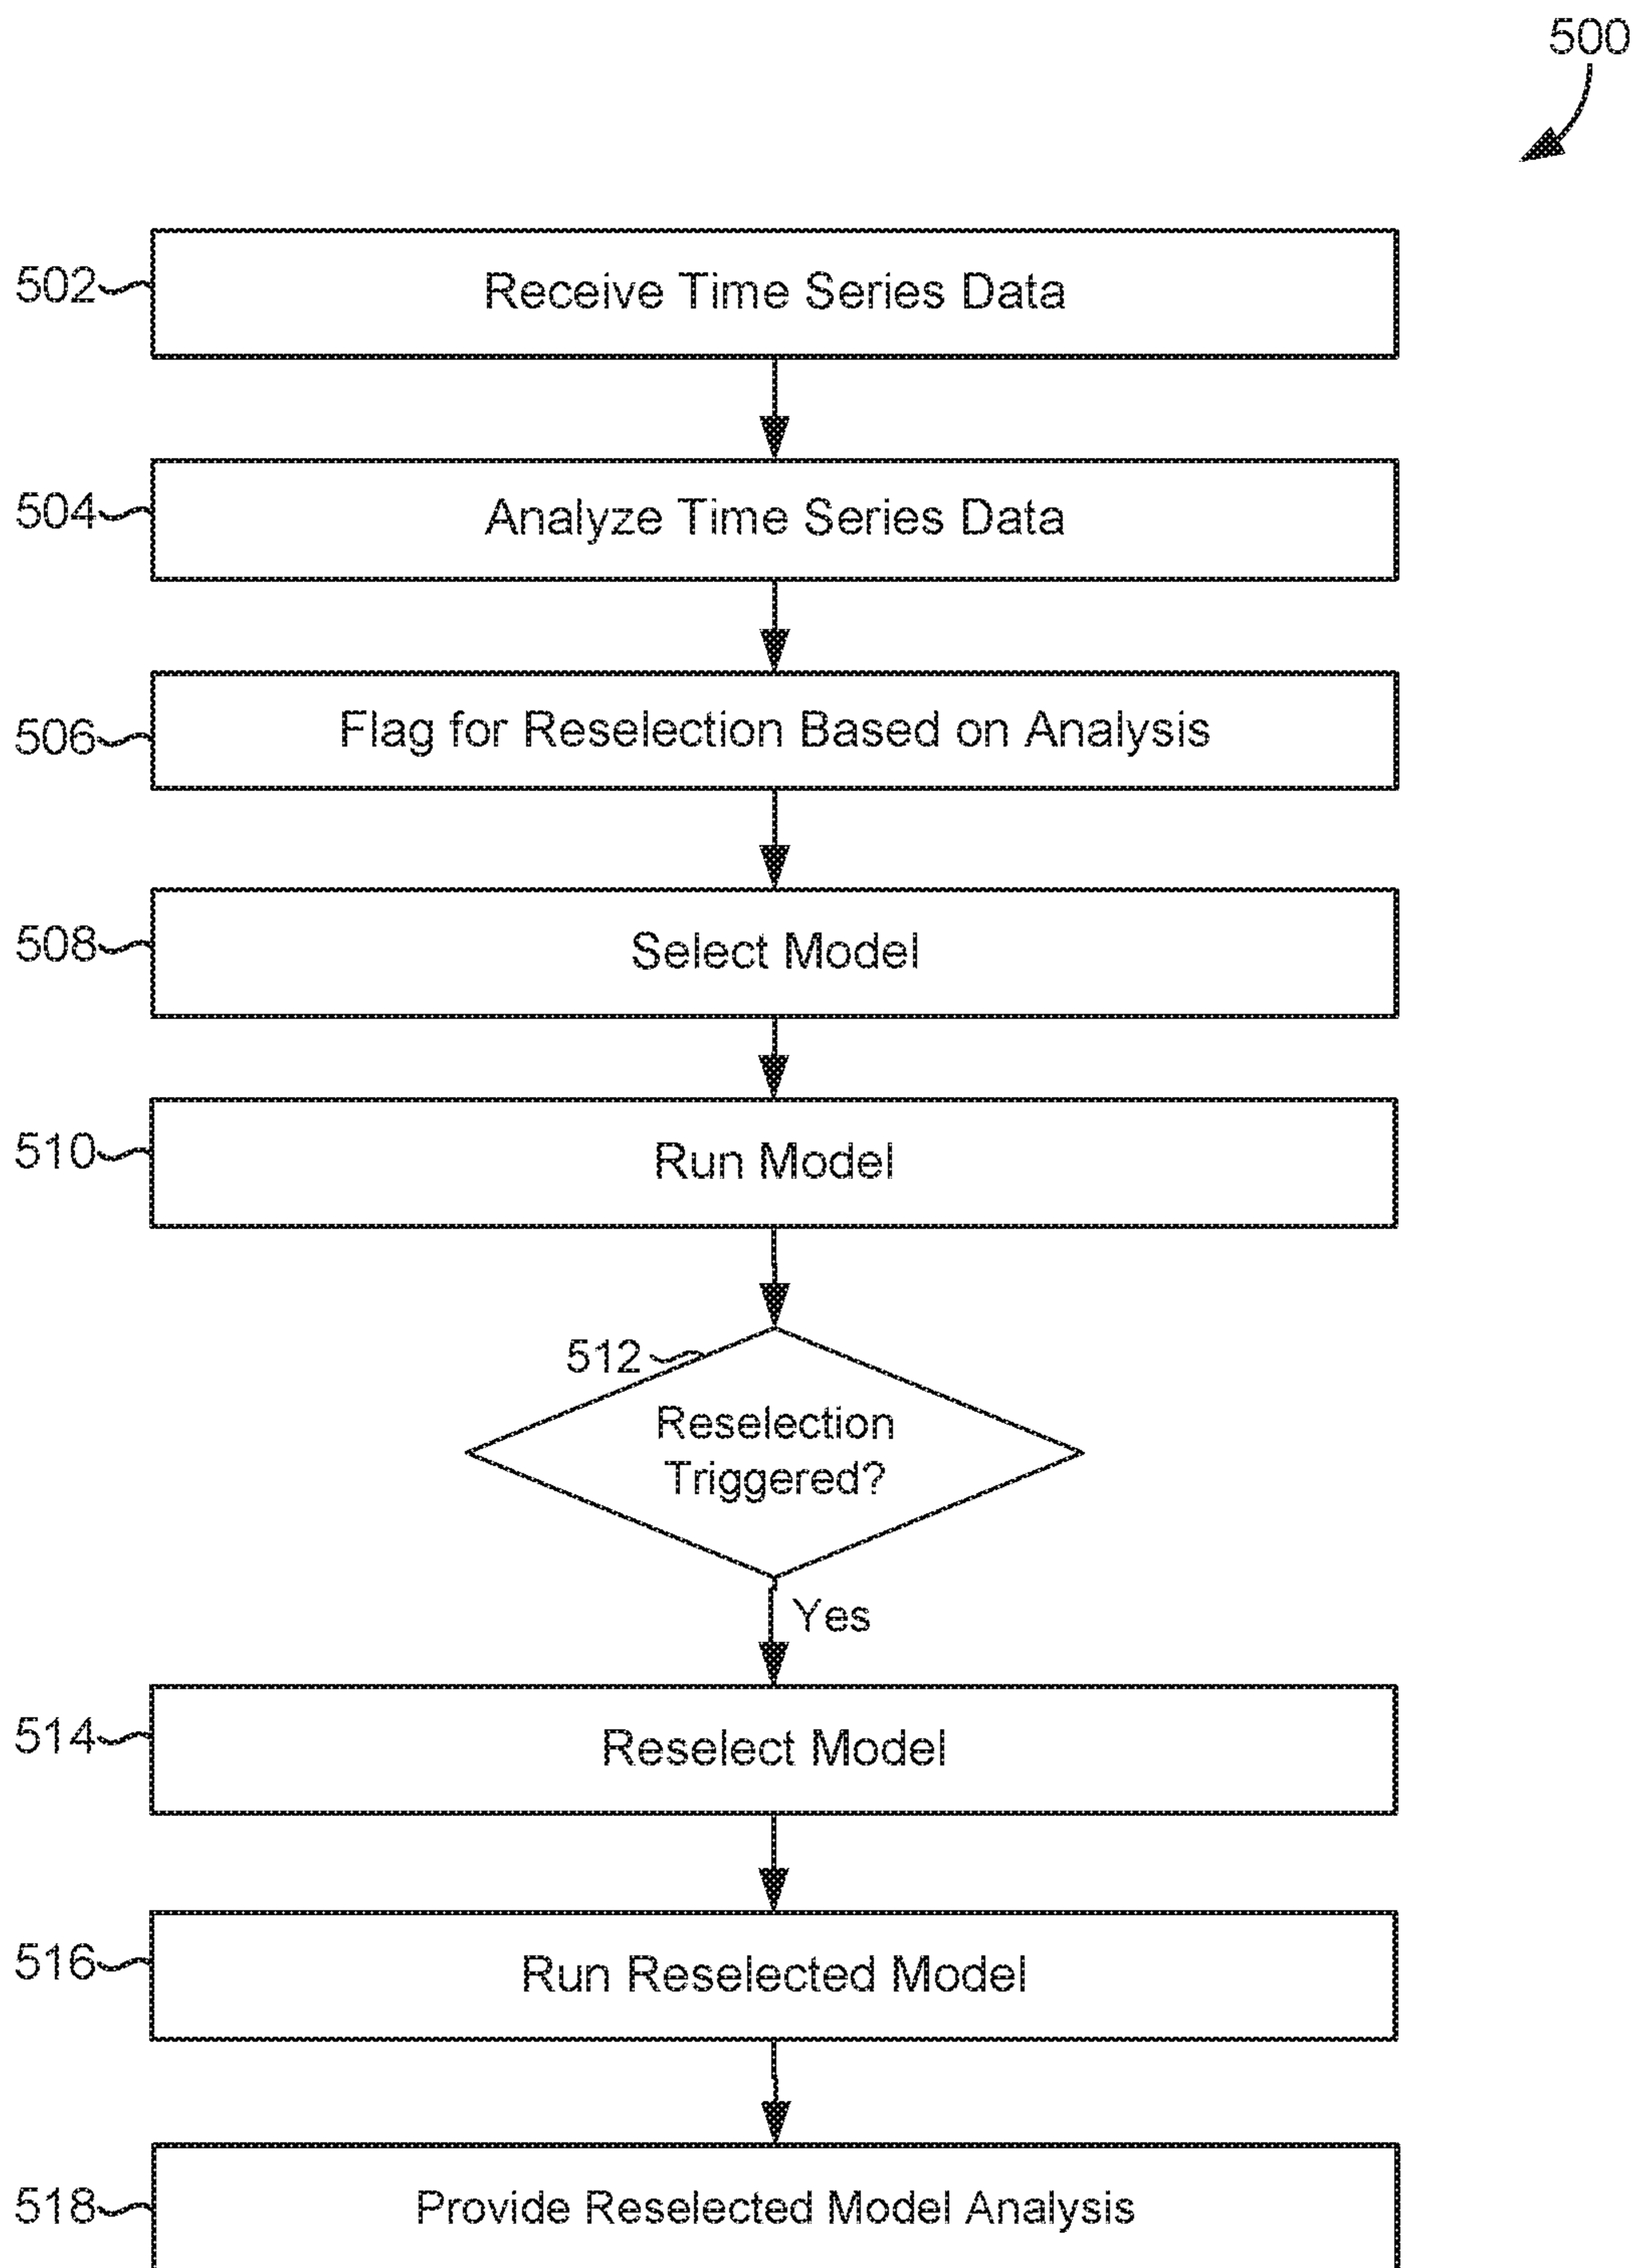 500
502 Receive Time Series Data
504 Analyze Time Series Data
506 Flag for Reselection Based on Analysis
508 Select Model
510 Run Model
512
Reselection
Triggered?
Yes
514 Reselect Model
516 Run Reselected Model
518 Provide Reselected Model Analysis